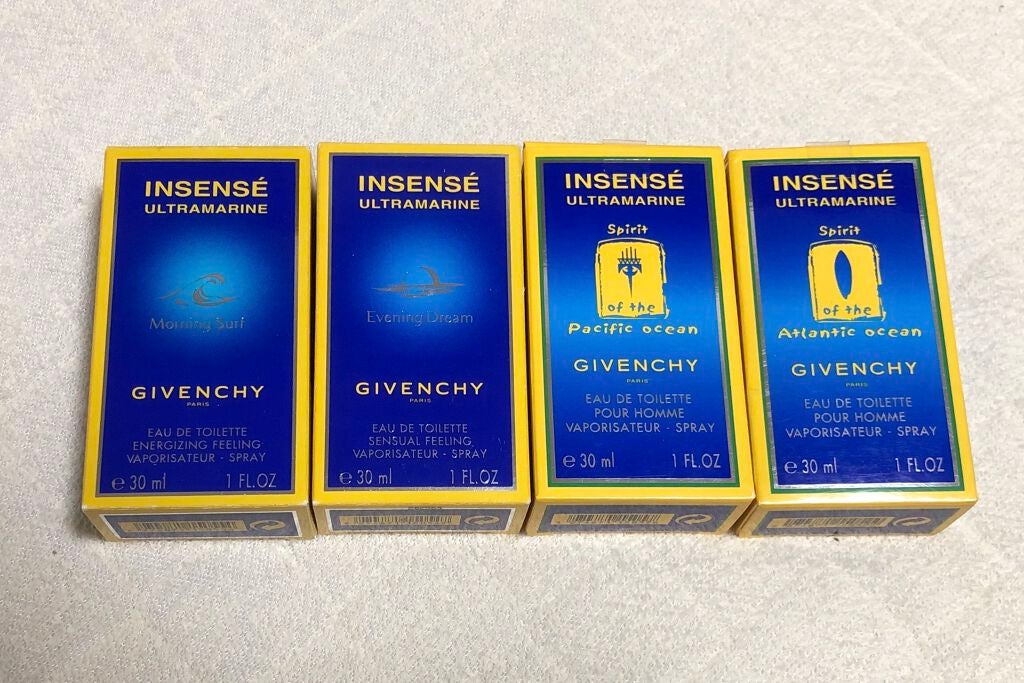 INSENSÉ
ULTRAMARINE
Morning Surf
GIVENCHY
PARIS
EAU DE TOILETTE
ENERGIZING FEELING
VAPORISATEUR - SPRAY
e 30 ml 1 FL.OZ
INSENSÉ
ULTRAMARINE
Evening Dream
GIVENCHY
PARIS
EAU DE TOILETTE
SENSUAL FEELING
VAPORISATEUR - SPRAY
e 30 ml 1 FL.OZ
INSENSÉ
ULTRAMARINE
Spirit
of the
Pacific ocean
GIVENCHY
PARIS
EAU DE TOILETTE
POUR HOMME
VAPORISATEUR - SPRAY
e 30 ml 1 FL.OZ
INSENSÉ
ULTRAMARINE
Spirit
of the
Atlantic ocean
GIVENCHY
PARIS
EAU DE TOILETTE
POUR HOMME
VAPORISATEUR - SPRAY
e 30 ml 1 FL.OZ